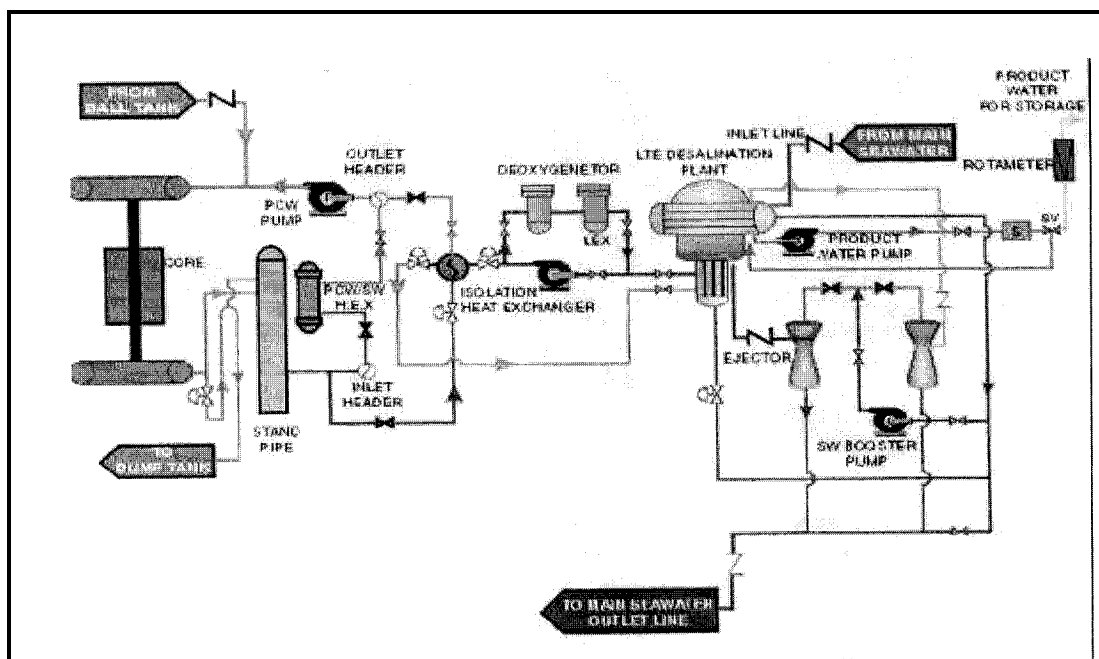 FROM
BALL TANK
OUTLET
HEADER
PCW
PUMP
CORE
PCW/SW
H.E.X
INLET
HEADER
STAND
PIPE
TO
DUMP TANK
DEOXYGENETOR
I.EX
ISOLATION
HEAT EXCHANGER
LTE DESALINATION
PLANT
INLET LINE
FROM MAIN
SEAWATER
PRODUCT
WATER
FOR STORAGE
ROTAMETER
SV
S
PRODUCT
WATER PUMP
EJECTOR
SW BOOSTER
PUMP
TO MAIN SEAWATER
OUTLET LINE